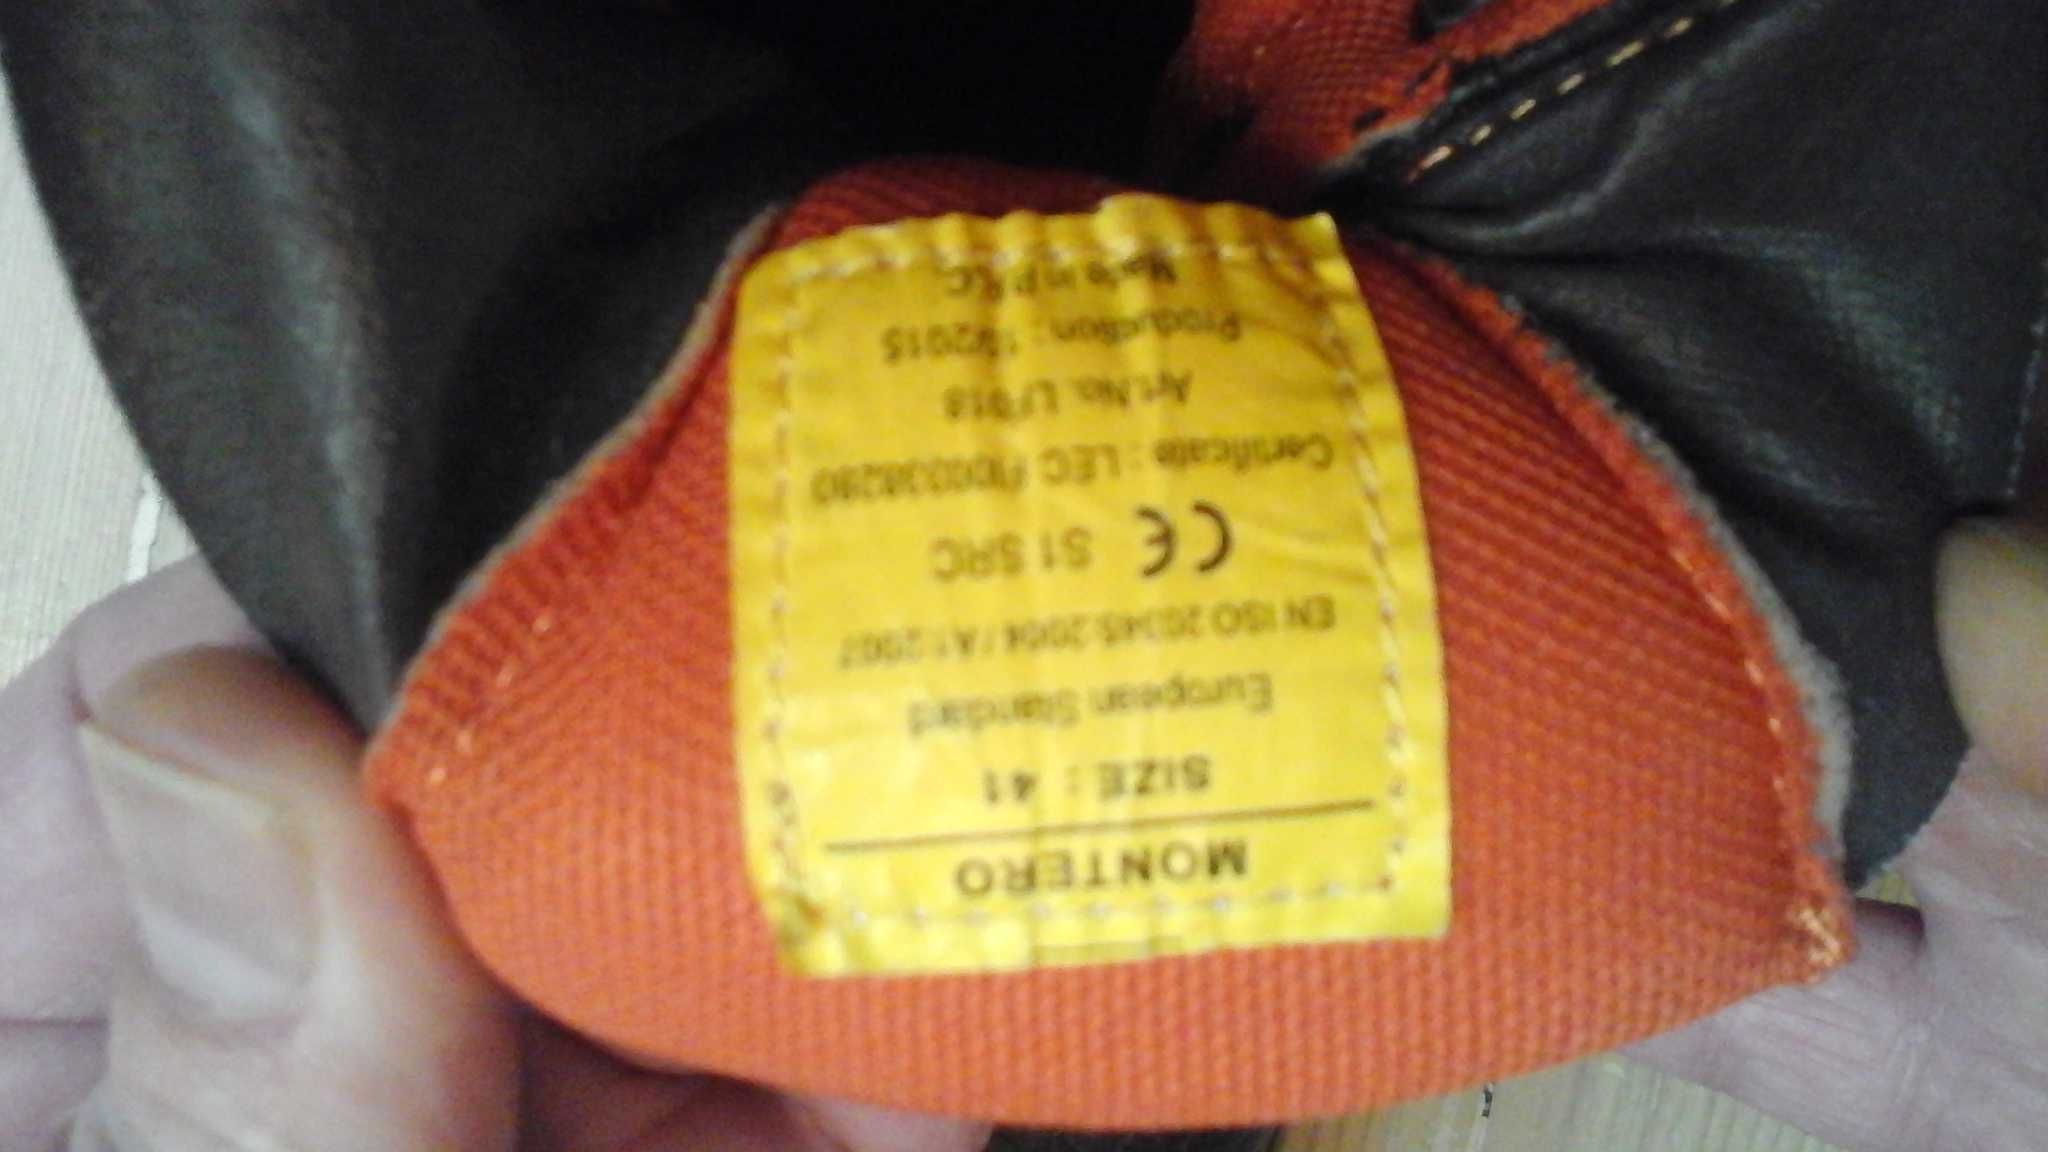 MONTERO
SIZE : 41
European Standard
EN ISO 20345:2004 / A1:2007
CE S1 SRC
Certificate : LEC
Art.No.
Production :
Made in PRC